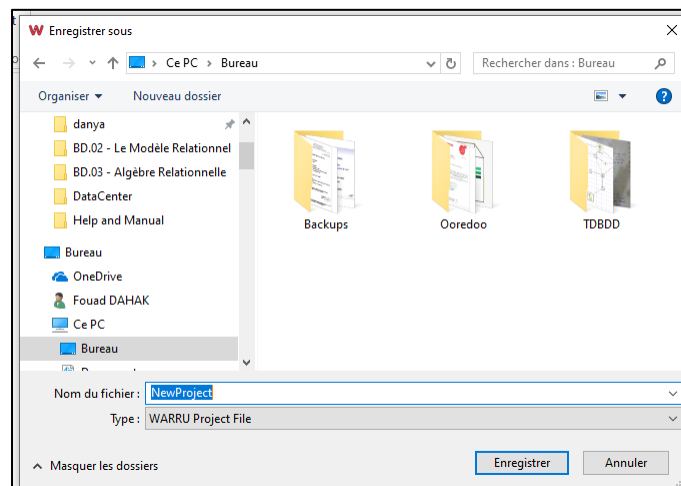 Enregistrer sous
Ce PC > Bureau
Rechercher dans : Bureau
Organiser
Nouveau dossier
danya
BD.02 - Le Modèle Relationnel
BD.03 - Algèbre Relationnelle
DataCenter
Help and Manual
Bureau
OneDrive
Fouad DAHAK
Ce PC
Bureau
Backups
Ooredoo
TDBDD
Nom du fichier :
NewProject
Type :
WARRU Project File
Masquer les dossiers
Enregistrer
Annuler